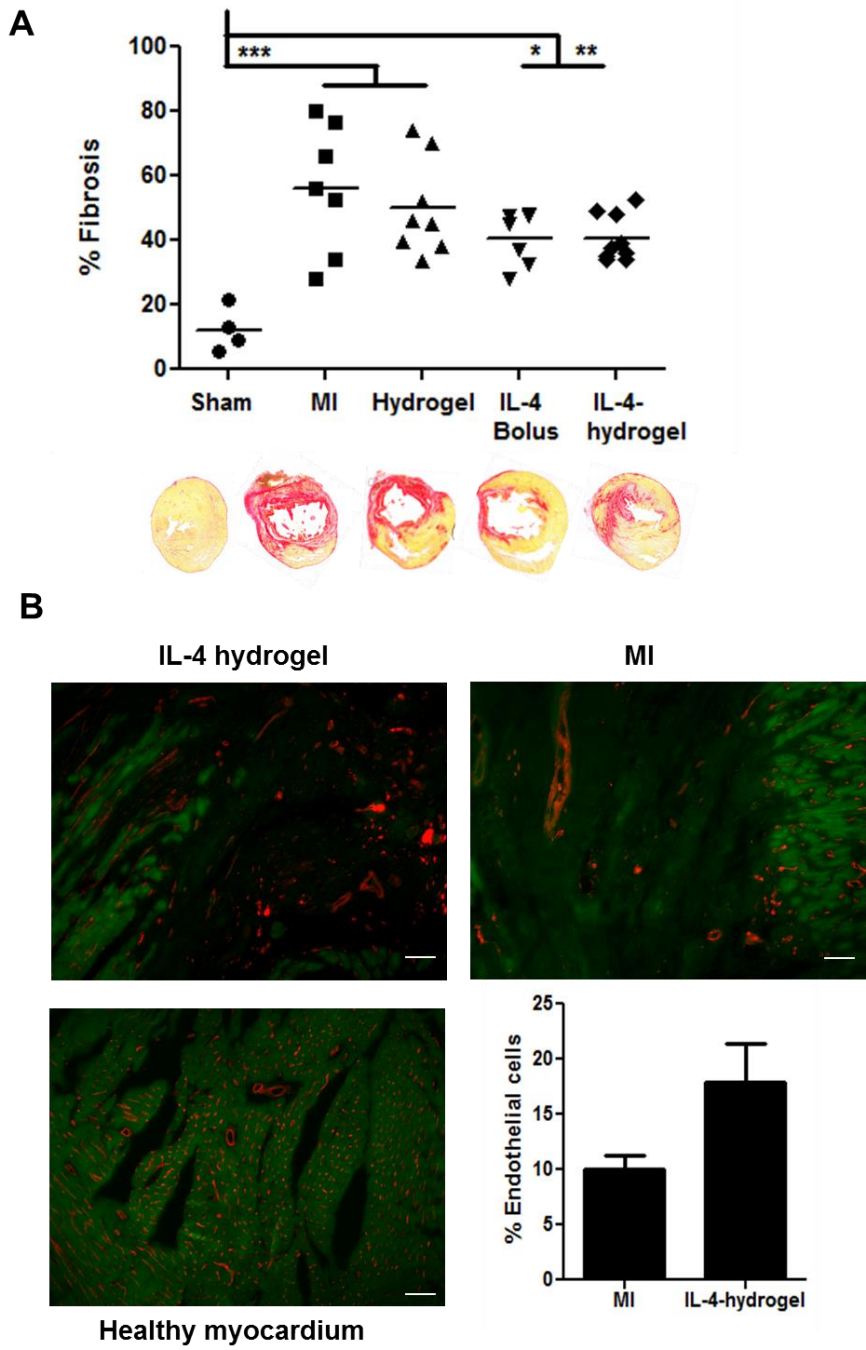 A
100
80
60
40
20
0
% Fibrosis
***
* **
Sham MI Hydrogel IL-4 Bolus IL-4-hydrogel
B
IL-4 hydrogel
MI
Healthy myocardium
25
20
15
10
5
0
% Endothelial cells
MI IL-4-hydrogel